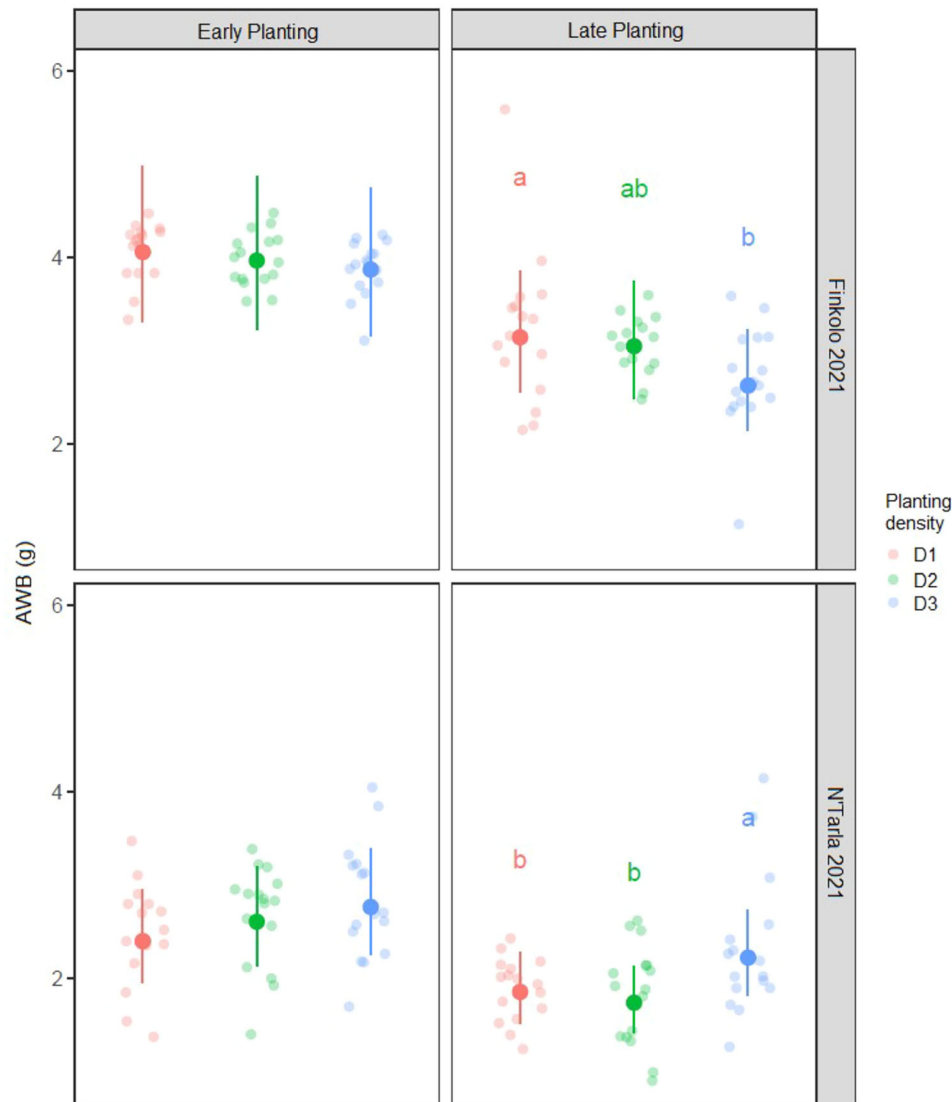 Early Planting
Late Planting
6
4
2
a
ab
b
Finkolo 2021
AWB (g)
Planting
density
D1
D2
D3
6
4
2
b
b
a
N'Tarla 2021